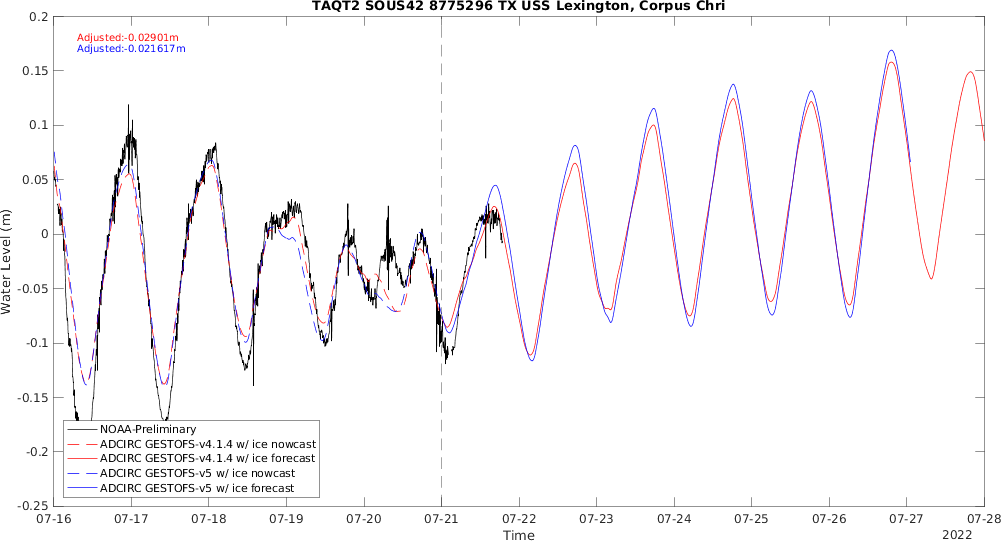 TAQT2 SOUS42 8775296 TX USS Lexington, Corpus Chri
Adjusted:-0.02901m
Adjusted:-0.021617m
Water Level (m)
0.2
0.15
0.1
0.05
0
-0.05
-0.1
-0.15
-0.2
-0.25
NOAA-Preliminary
ADCIRC GESTOFS-v4.1.4 w/ ice nowcast
ADCIRC GESTOFS-v4.1.4 w/ ice forecast
ADCIRC GESTOFS-v5 w/ ice nowcast
ADCIRC GESTOFS-v5 w/ ice forecast
07-16 07-17 07-18 07-19 07-20 07-21 07-22 07-23 07-24 07-25 07-26 07-27 07-28
Time
2022